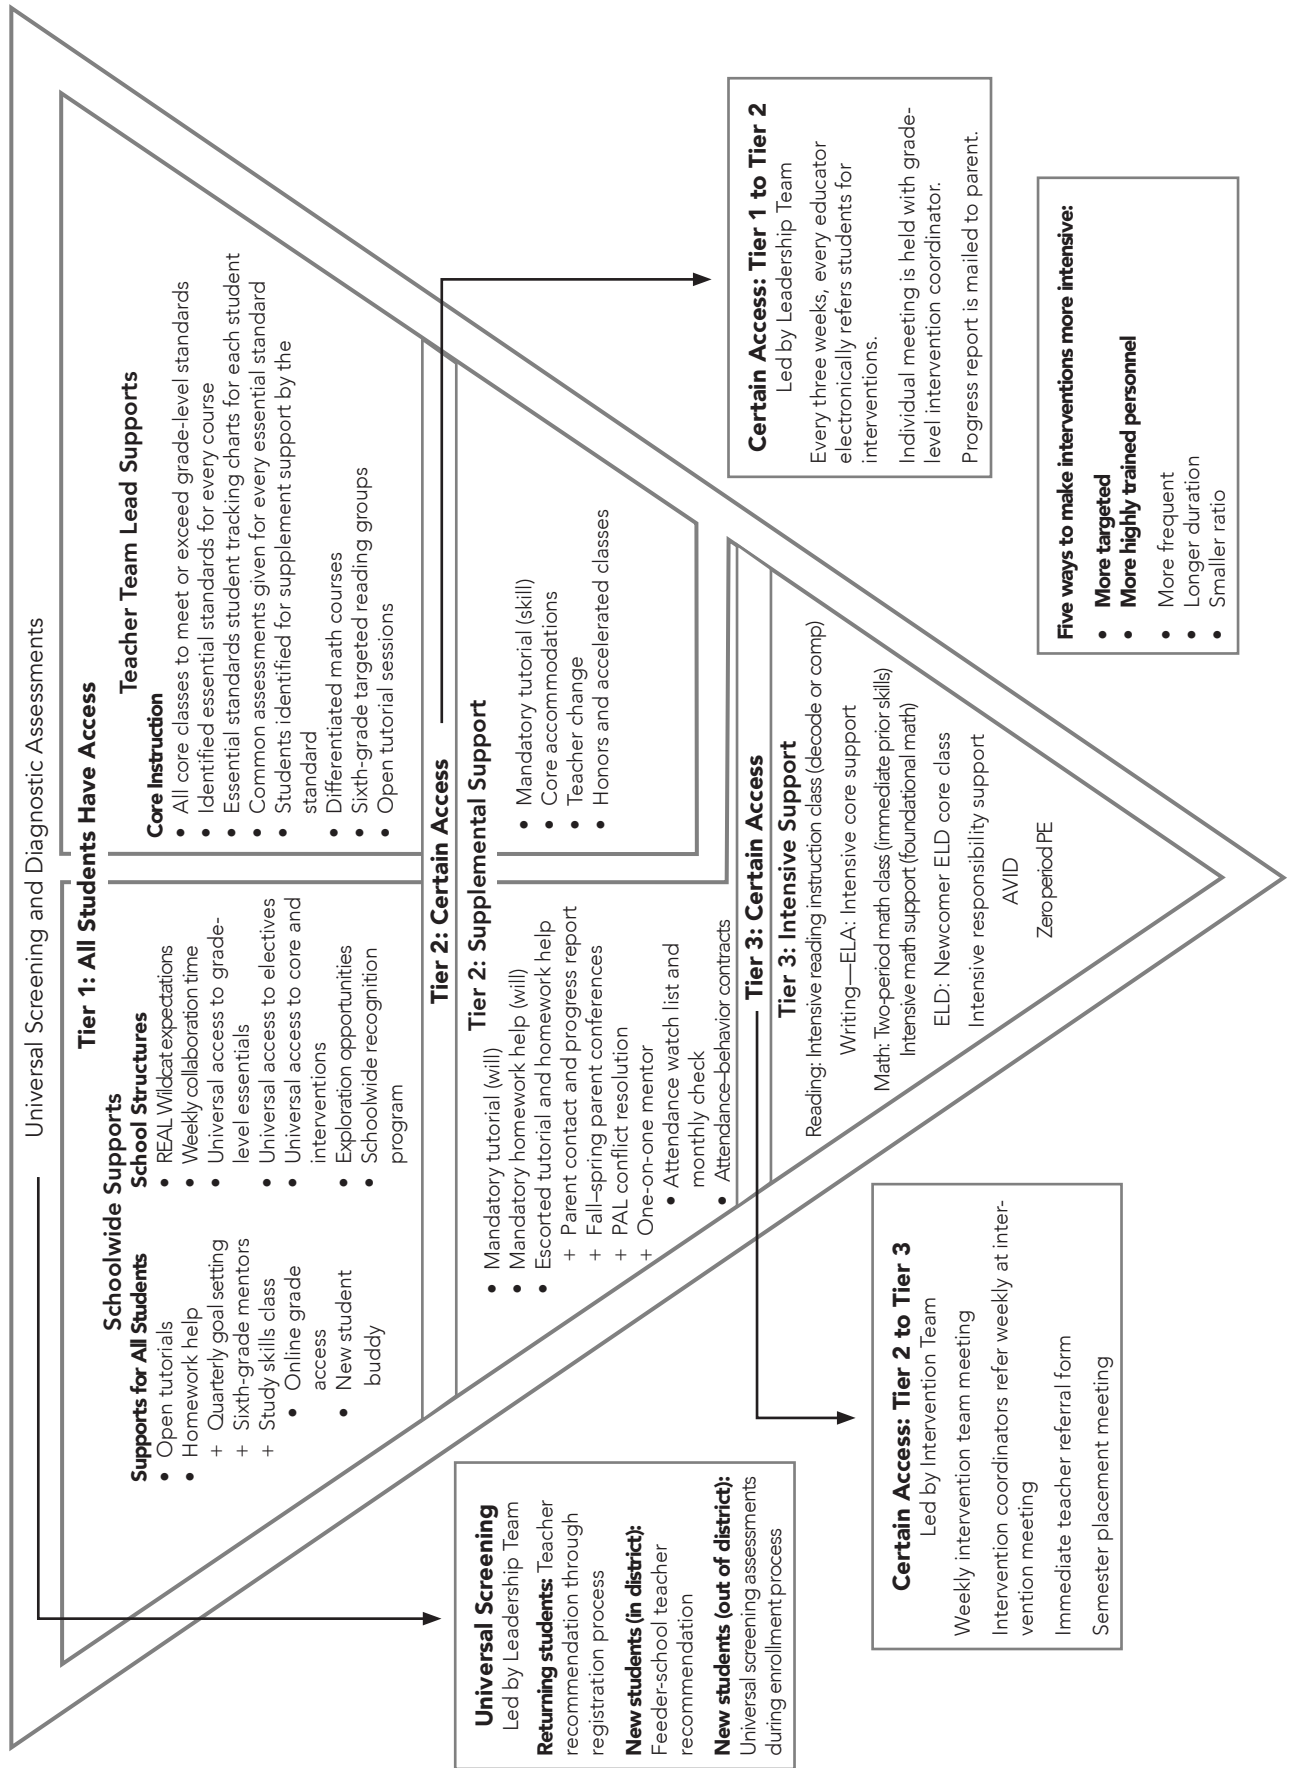 Universal Screening and Diagnostic Assessments
Tier 1: All Students Have Access
Schoolwide Supports
Supports for All Students
• Open tutorials
• Homework help
+ Quarterly goal setting
+ Sixth-grade mentors
+ Study skills class
• Online grade
access
• New student
buddy
School Structures
• REAL Wildcat expectations
• Weekly collaboration time
• Universal access to grade-
level essentials
• Universal access to electives
• Universal access to core and
interventions
• Exploration opportunities
• Schoolwide recognition
program
Teacher Team Lead Supports
Core Instruction
• All core classes to meet or exceed grade-level standards
• Identified essential standards for every course
• Essential standards student tracking charts for each student
• Common assessments given for every essential standard
• Students identified for supplement support by the
standard
• Differentiated math courses
• Sixth-grade targeted reading groups
• Open tutorial sessions
Tier 2: Certain Access
Tier 2: Supplemental Support
• Mandatory tutorial (will)
• Mandatory homework help (will)
• Escorted tutorial and homework help
+ Parent contact and progress report
+ Fall–spring parent conferences
+ PAL conflict resolution
+ One-on-one mentor
• Attendance watch list and
monthly check
• Attendance–behavior contracts
• Mandatory tutorial (skill)
• Core accommodations
• Teacher change
• Honors and accelerated classes
Tier 3: Certain Access
Tier 3: Intensive Support
Reading: Intensive reading instruction class (decode or comp)
Writing—ELA: Intensive core support
Math: Two-period math class (immediate prior skills)
Intensive math support (foundational math)
ELD: Newcomer ELD core class
Intensive responsibility support
AVID
Zero period PE
Universal Screening
Led by Leadership Team
Returning students: Teacher
recommendation through
registration process
New students (in district):
Feeder-school teacher
recommendation
New students (out of district):
Universal screening assessments
during enrollment process
Certain Access: Tier 2 to Tier 3
Led by Intervention Team
Weekly intervention team meeting
Intervention coordinators refer weekly at inter-
vention meeting
Immediate teacher referral form
Semester placement meeting
Certain Access: Tier 1 to Tier 2
Led by Leadership Team
Every three weeks, every educator
electronically refers students for
interventions.
Individual meeting is held with grade-
level intervention coordinator.
Progress report is mailed to parent.
Five ways to make interventions more intensive:
• More targeted
• More highly trained personnel
• More frequent
• Longer duration
• Smaller ratio